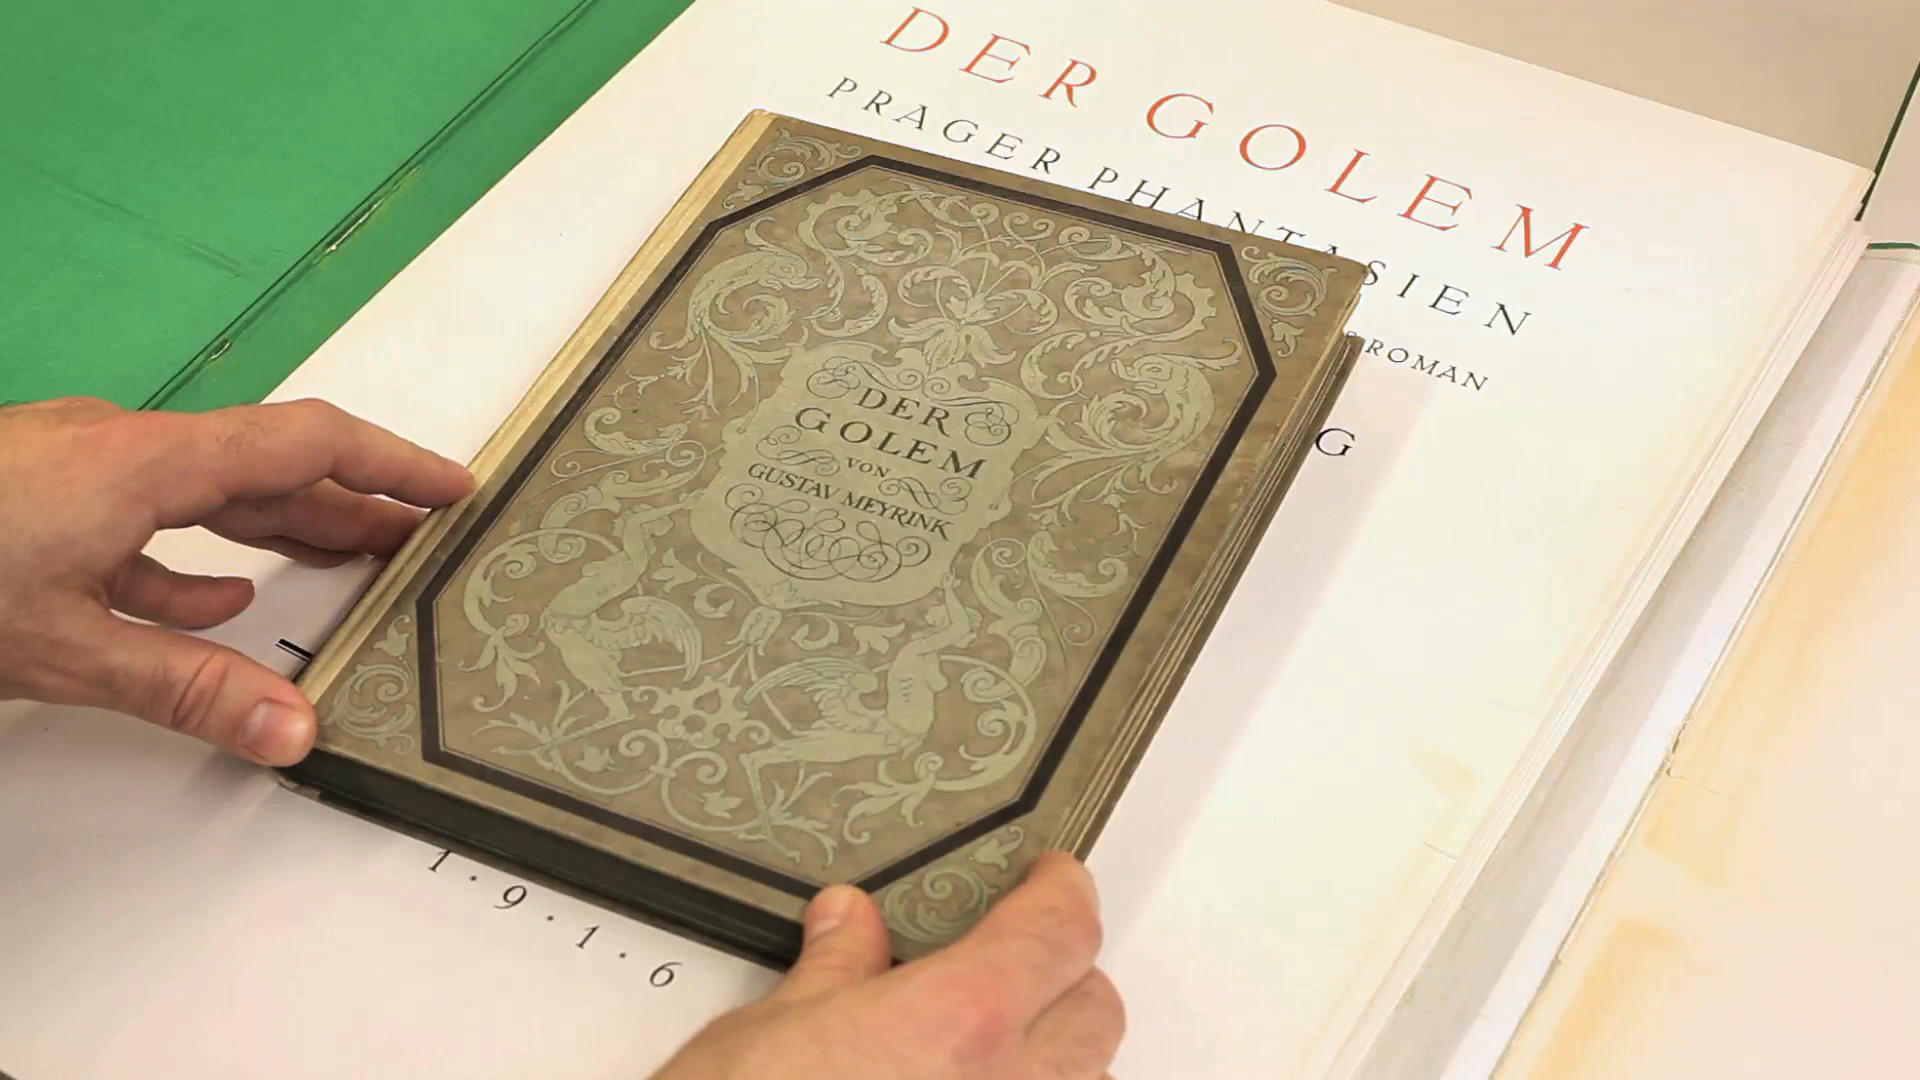 DER GOLEM
PRAGER PHANTASIEN
ROMAN
G
DER
GOLEM
VON
GUSTAV MEYRINK
1 · 9 · 1 · 6